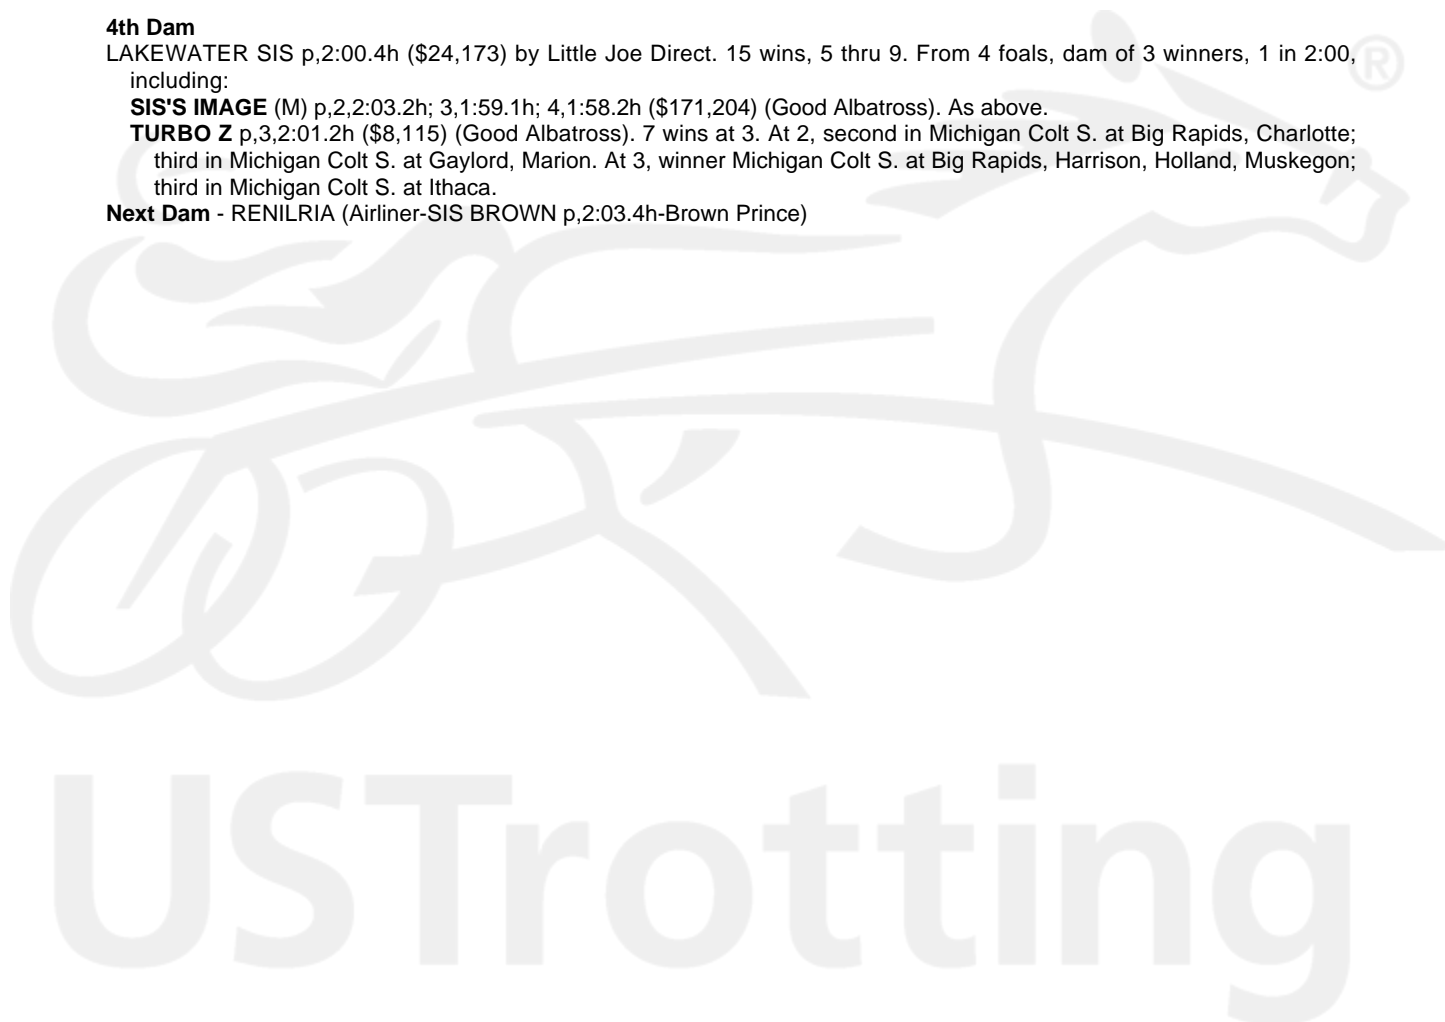 4th Dam
LAKEWATER SIS p,2:00.4h ($24,173) by Little Joe Direct. 15 wins, 5 thru 9. From 4 foals, dam of 3 winners, 1 in 2:00,
including:
SIS'S IMAGE (M) p,2,2:03.2h; 3,1:59.1h; 4,1:58.2h ($171,204) (Good Albatross). As above.
TURBO Z p,3,2:01.2h ($8,115) (Good Albatross). 7 wins at 3. At 2, second in Michigan Colt S. at Big Rapids, Charlotte;
third in Michigan Colt S. at Gaylord, Marion. At 3, winner Michigan Colt S. at Big Rapids, Harrison, Holland, Muskegon;
third in Michigan Colt S. at Ithaca.
Next Dam - RENILRIA (Airliner-SIS BROWN p,2:03.4h-Brown Prince)
®
USTrotting